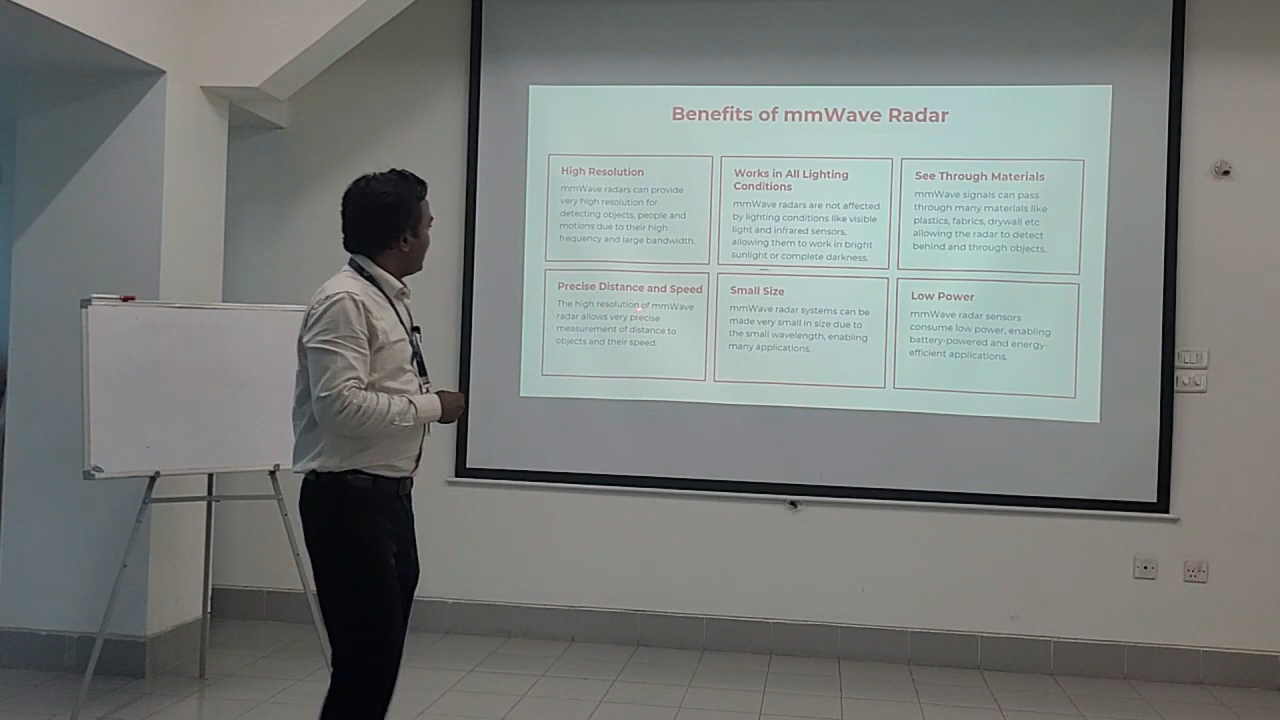 Benefits of mmWave Radar
High Resolution
mmWave radars can provide
very high resolution for
detecting objects, people and
motions due to their high
frequency and large bandwidth.
Works in All Lighting
Conditions
mmWave radars are not affected
by lighting conditions like visible
light and infrared sensors,
allowing them to work in bright
sunlight or complete darkness.
See Through Materials
mmWave signals can pass
through many materials like
plastics, fabrics, drywall etc
allowing the radar to detect
behind and through objects.
Precise Distance and Speed
The high resolution of mmWave
radar allows very precise
measurement of distance to
objects and their speed.
Small Size
mmWave radar systems can be
made very small in size due to
the small wavelength, enabling
many applications.
Low Power
mmWave radar sensors
consume low power, enabling
battery-powered and energy-
efficient applications.